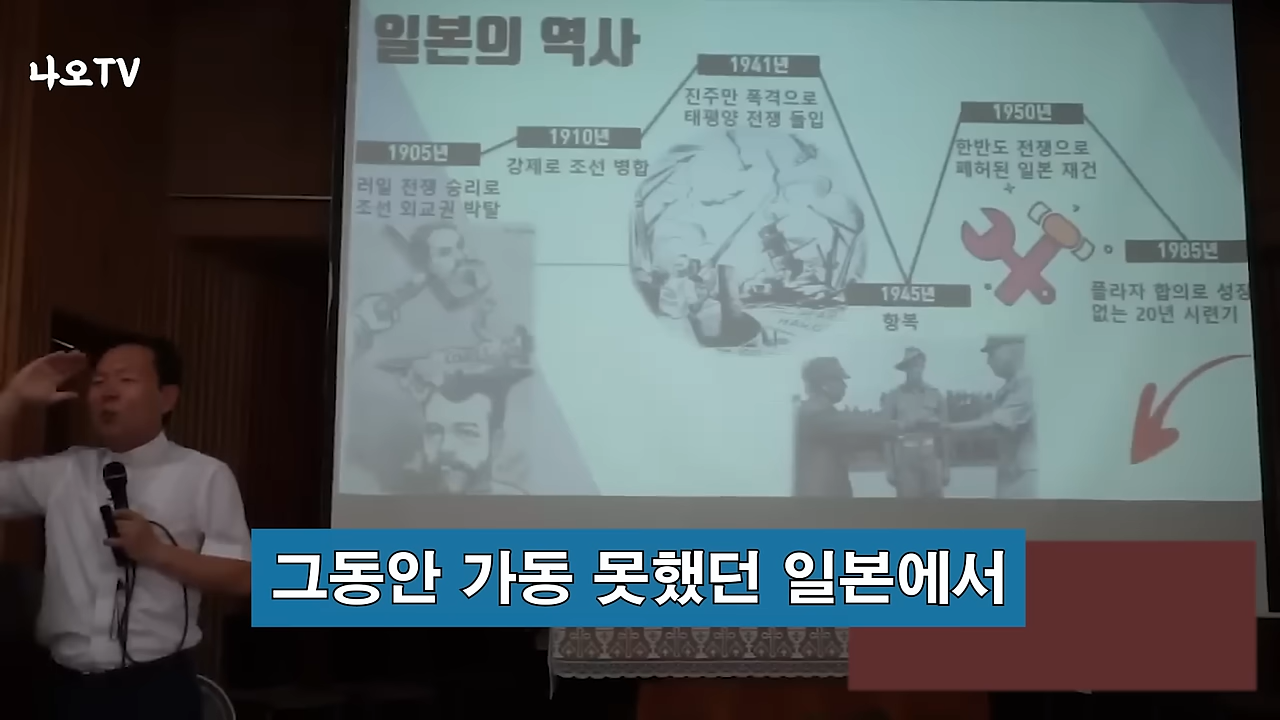 나오TV
일본의 역사
1905년
러일 전쟁 승리로
조선 외교권 박탈
1910년
강제로 조선 병합
1941년
진주만 폭격으로
태평양 전쟁 돌입
1945년
항복
1950년
한반도 전쟁으로
폐허된 일본 재건
1985년
플라자 합의로 성장
없는 20년 시련기
그동안 가동 못했던 일본에서